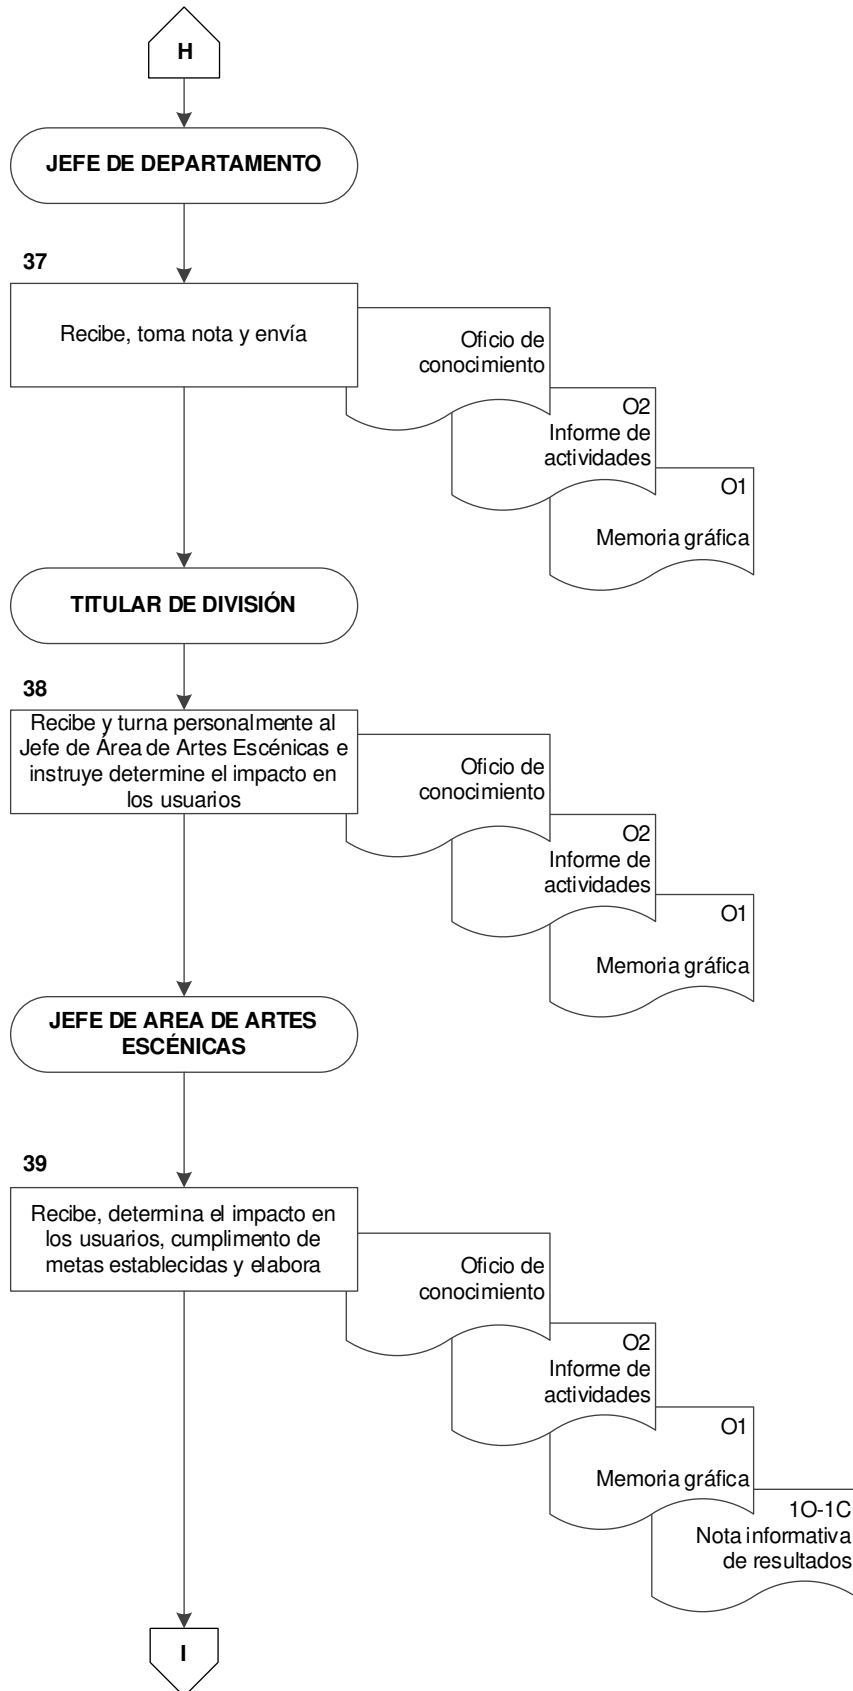 H
JEFE DE DEPARTAMENTO
37
Recibe, toma nota y envía
Oficio de
conocimiento
O2
Informe de
actividades
O1
Memoria gráfica
TITULAR DE DIVISIÓN
38
Recibe y turna personalmente al
Jefe de Área de Artes Escénicas e
instruye determine el impacto en
los usuarios
Oficio de
conocimiento
O2
Informe de
actividades
O1
Memoria gráfica
JEFE DE AREA DE ARTES
ESCÉNICAS
39
Recibe, determina el impacto en
los usuarios, cumplimento de
metas establecidas y elabora
Oficio de
conocimiento
O2
Informe de
actividades
O1
Memoria gráfica
1O-1C
Nota informativa
de resultados
I